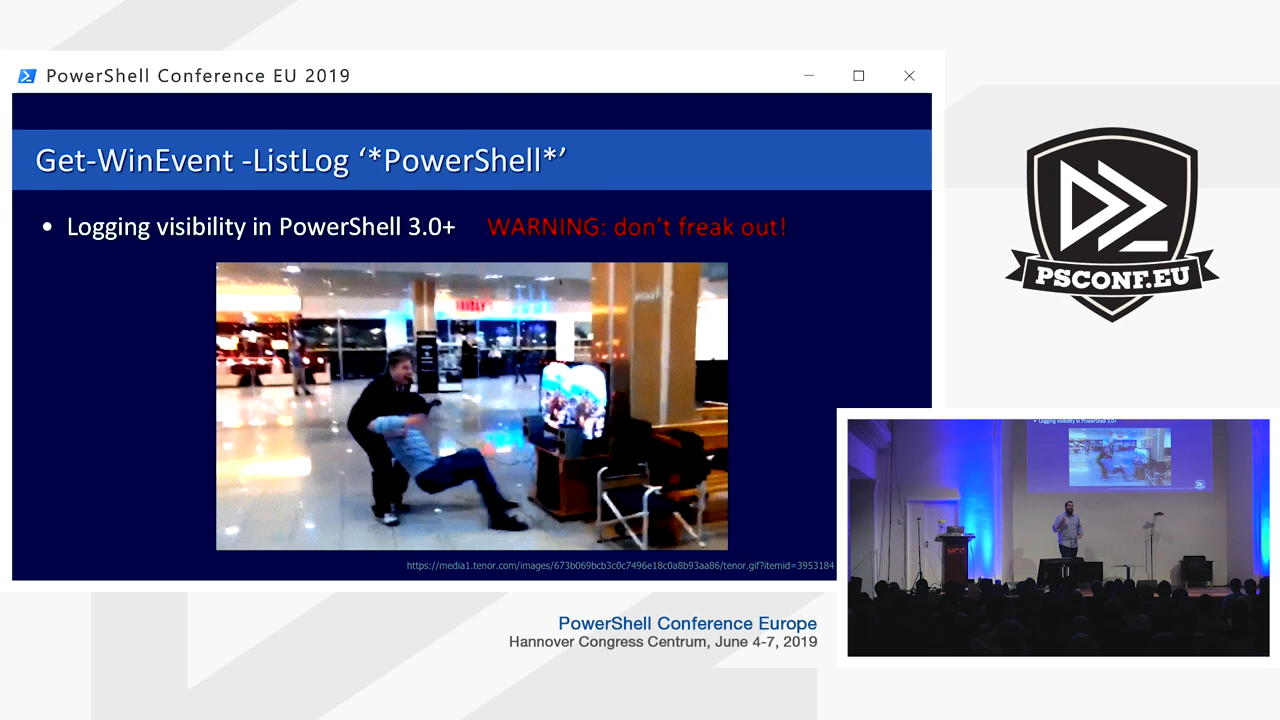 PowerShell Conference EU 2019
Get-WinEvent -ListLog ‘*PowerShell*’
• Logging visibility in PowerShell 3.0+ WARNING: don’t freak out!
https://media1.tenor.com/images/673b069bcb3c0c7496e18c0a8b93aa86/tenor.gif?itemid=3953184
PSCONF.EU
Logging visibility in PowerShell 3.0+
HCC
PowerShell Conference Europe
Hannover Congress Centrum, June 4-7, 2019